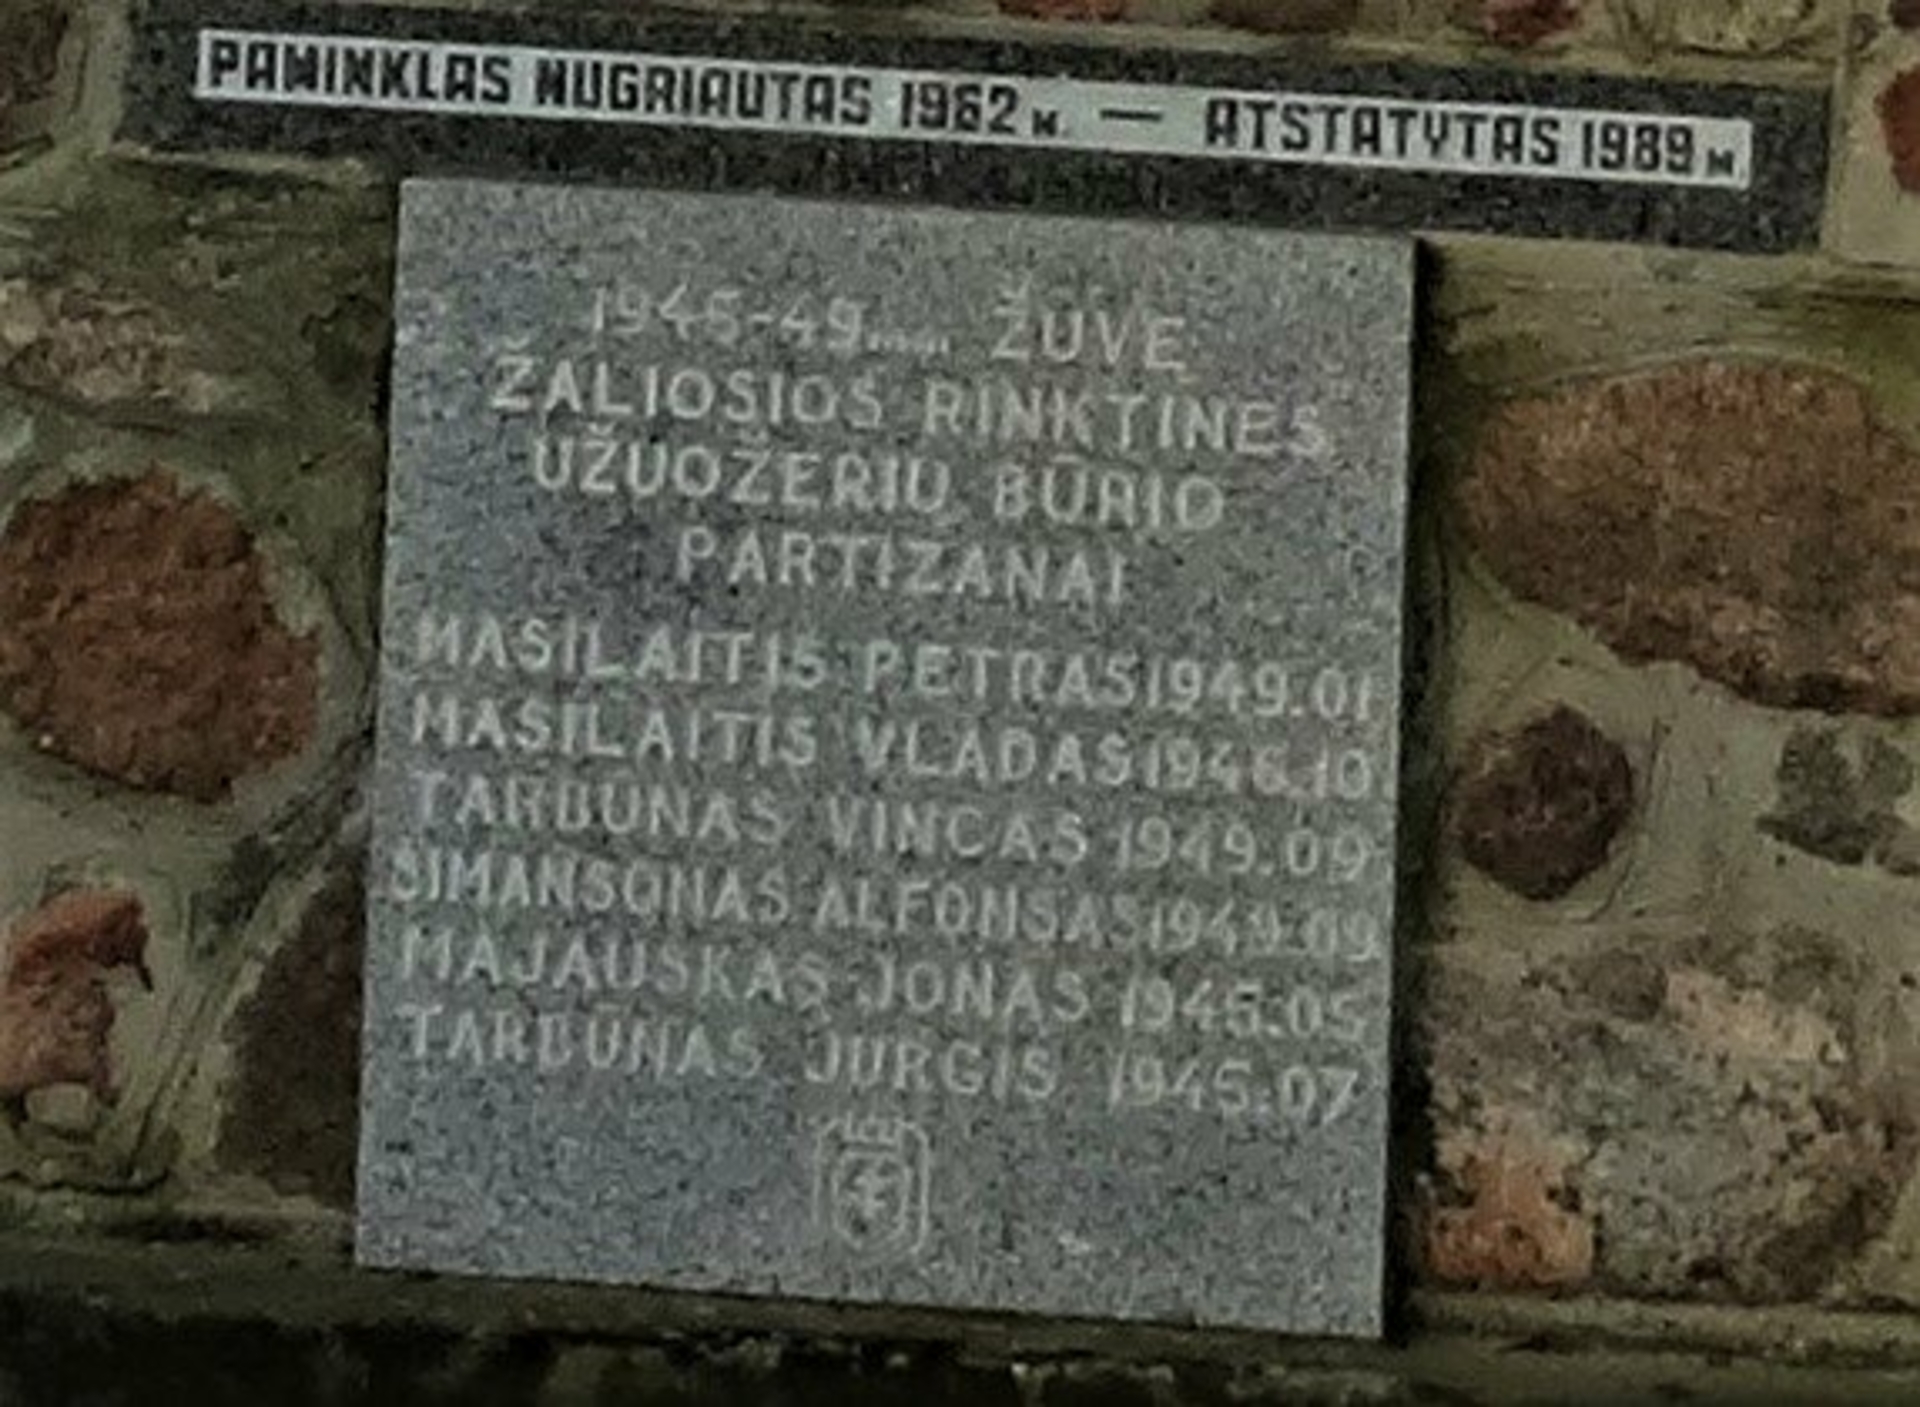 PAMINKLAS NUGRIAUTAS 1962 M. — ATSTATYTAS 1989 M.
1945-49 ŽUVĘ
ŽALIOSIOS RINKTINĖS
UŽUOŽERIŲ BŪRIO
PARTIZANAI
MASILAITIS PETRAS 1949.01
MASILAITIS VLADAS 1946.10
TARBŪNAS VINCAS 1949.09
SIMANSONAS ALFONSAS 1949.09
MAJAUSKAS JONAS 1945.05
TARBŪNAS JURGIS 1945.07